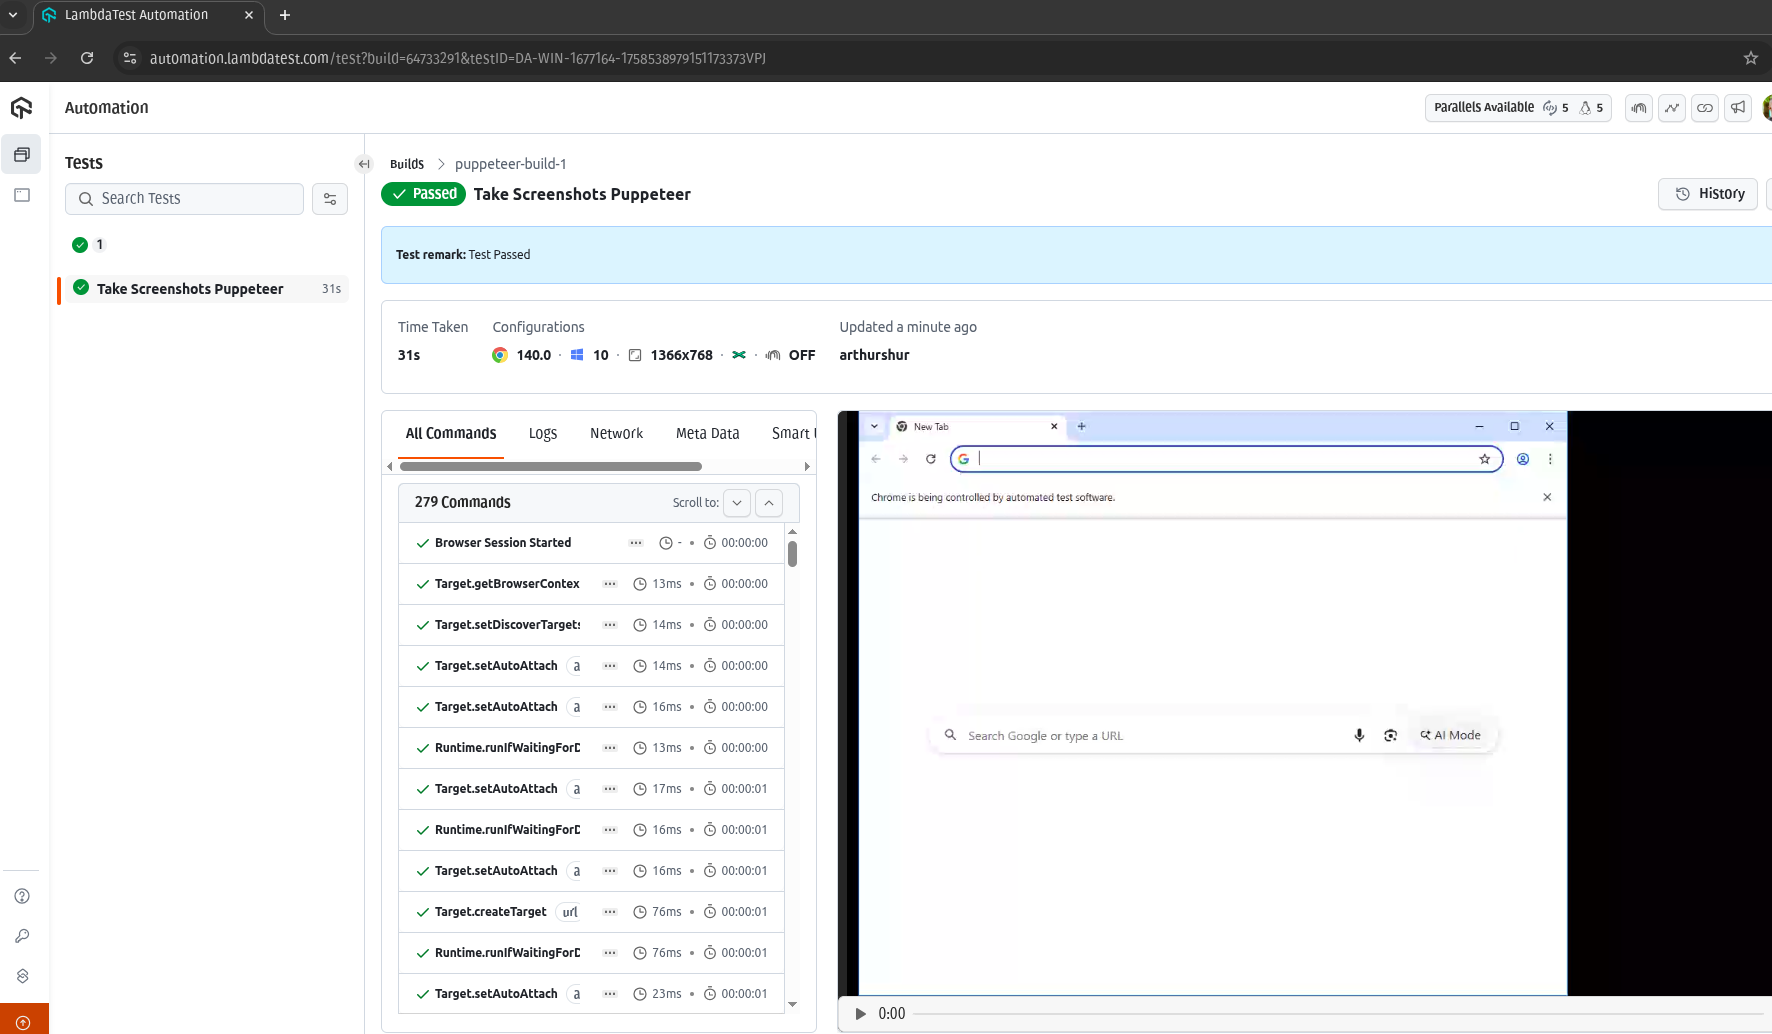 LambdaTest Automation
automation.lambdatest.com/test?build=64733291&testID=DA-WIN-1677164-1758538979151173373VPJ
Automation
Parallels Available 5 5
Tests
Search Tests
1
Take Screenshots Puppeteer 31s
Builds > puppeteer-build-1
Passed Take Screenshots Puppeteer
History
Test remark: Test Passed
Time Taken Configurations Updated a minute ago
31s 140.0 · 10 · 1366x768 · · OFF arthurshur
All Commands Logs Network Meta Data Smart U
279 Commands Scroll to:
Browser Session Started ... - • 00:00:00
Target.getBrowserContex ... 13ms • 00:00:00
Target.setDiscoverTargets ... 14ms • 00:00:00
Target.setAutoAttach a ... 14ms • 00:00:00
Target.setAutoAttach a ... 16ms • 00:00:00
Runtime.runIfWaitingForD ... 13ms • 00:00:00
Target.setAutoAttach a ... 17ms • 00:00:01
Runtime.runIfWaitingForD ... 16ms • 00:00:01
Target.setAutoAttach a ... 16ms • 00:00:01
Target.createTarget url ... 76ms • 00:00:01
Runtime.runIfWaitingForD ... 76ms • 00:00:01
Target.setAutoAttach a ... 23ms • 00:00:01
New Tab
Chrome is being controlled by automated test software.
Search Google or type a URL
AI Mode
0:00